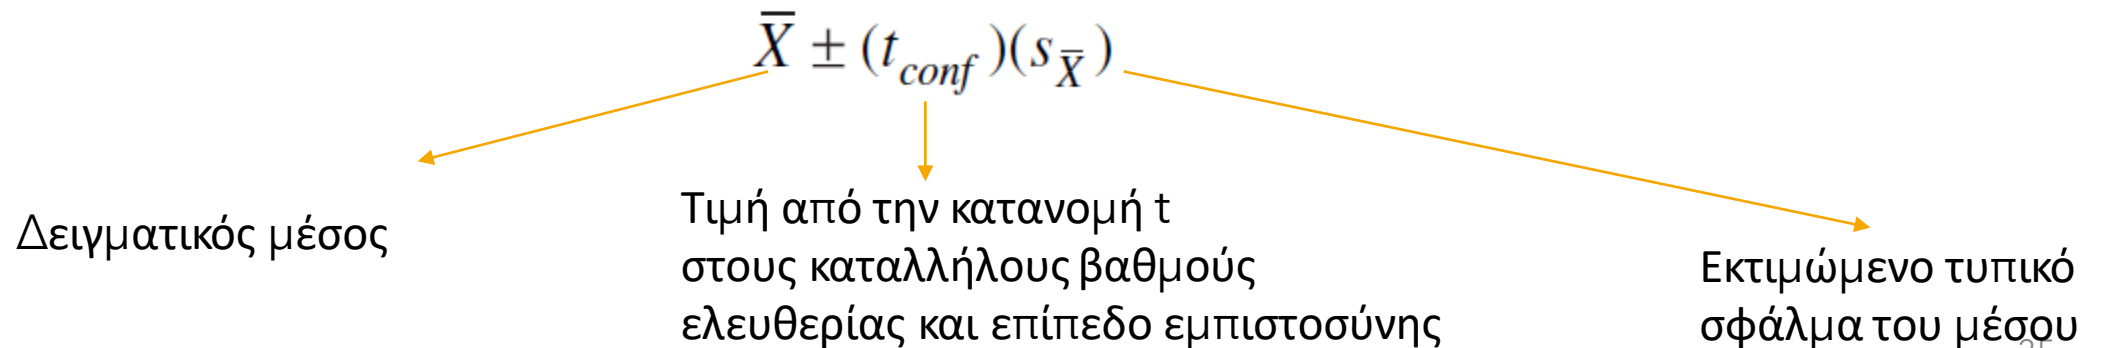 X̅ ± (t_conf)(s_X̅)
Δειγματικός μέσος
Τιμή από την κατανομή t
στους καταλλήλους βαθμούς
ελευθερίας και επίπεδο εμπιστοσύνης
Εκτιμώμενο τυπικό
σφάλμα του μέσου